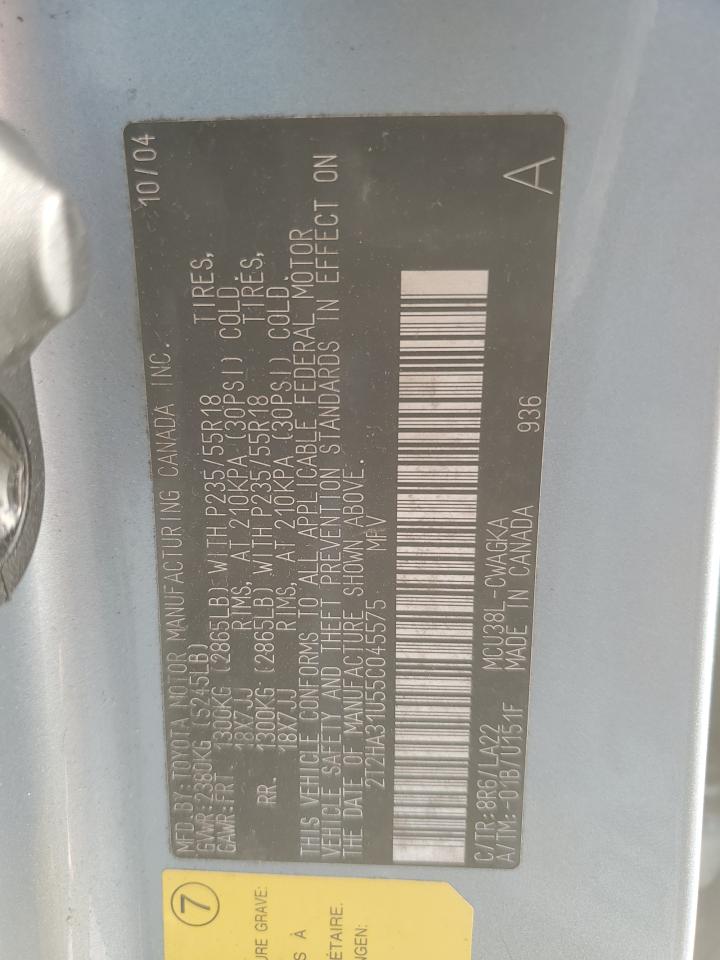 MFD.BY:TOYOTA MOTOR MANUFACTURING CANADA INC. 10/04
GVWR:2380KG (5245LB)
GAWR:FRT. 1300KG (2865LB) WITH P235/55R18 TIRES,
18X7JJ RIMS, AT 210KPA (30PSI) COLD.
RR. 1300KG (2865LB) WITH P235/55R18 TIRES,
18X7JJ RIMS, AT 210KPA (30PSI) COLD.
THIS VEHICLE CONFORMS TO ALL APPLICABLE FEDERAL MOTOR
VEHICLE SAFETY AND THEFT PREVENTION STANDARDS IN EFFECT ON
THE DATE OF MANUFACTURE SHOWN ABOVE.
2T2HA31U55C045575 MPV
C/TR:8R6/LA22 MCU38L-CWAGKA
A/TM:-01B/U151F MADE IN CANADA 936 A
7
URE GRAVE:
S À
ÉTAIRE.
NGEN: